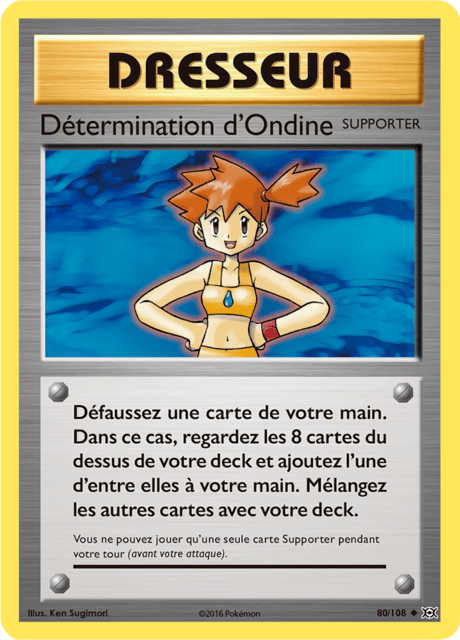 DRESSEUR
Détermination d'Ondine SUPPORTER
Défaussez une carte de votre main.
Dans ce cas, regardez les 8 cartes du
dessus de votre deck et ajoutez l'une
d'entre elles à votre main. Mélangez
les autres cartes avec votre deck.
Vous ne pouvez jouer qu'une seule carte Supporter pendant
votre tour (avant votre attaque).
Illus. Ken Sugimori ©2016 Pokémon 80/108